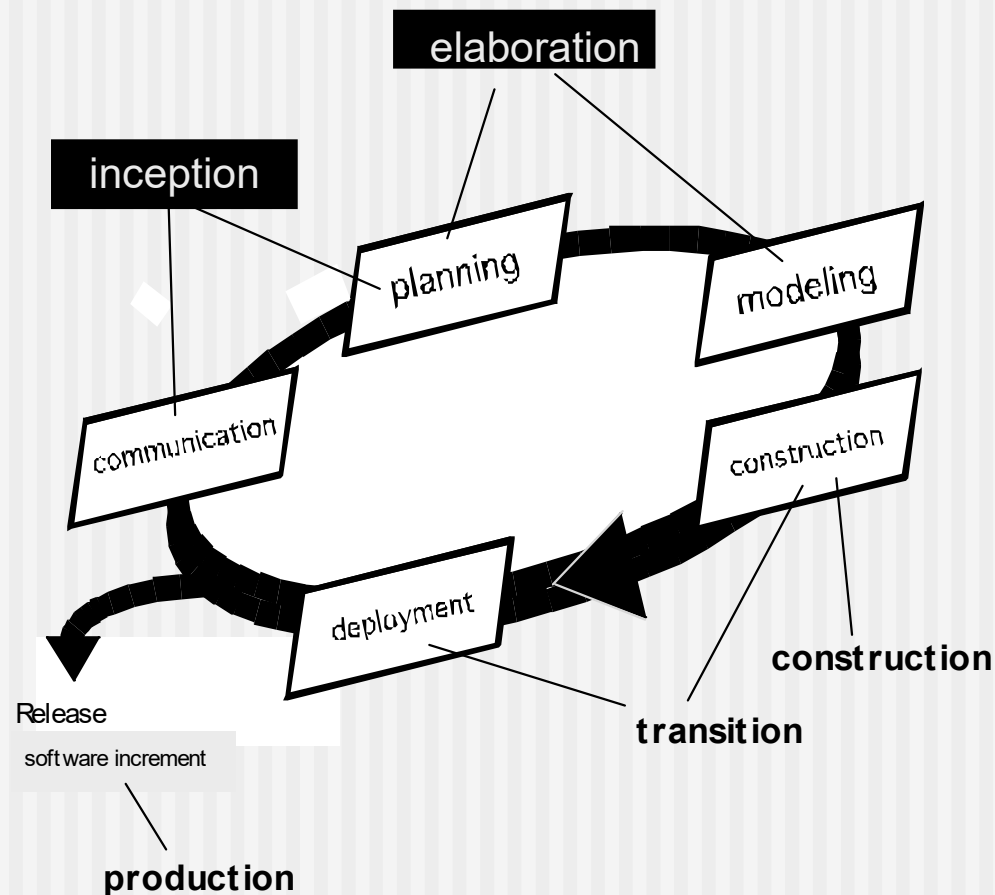 elaboration
inception
planning
modeling
communication
construction
deployment
construction
Release
transition
software increment
production